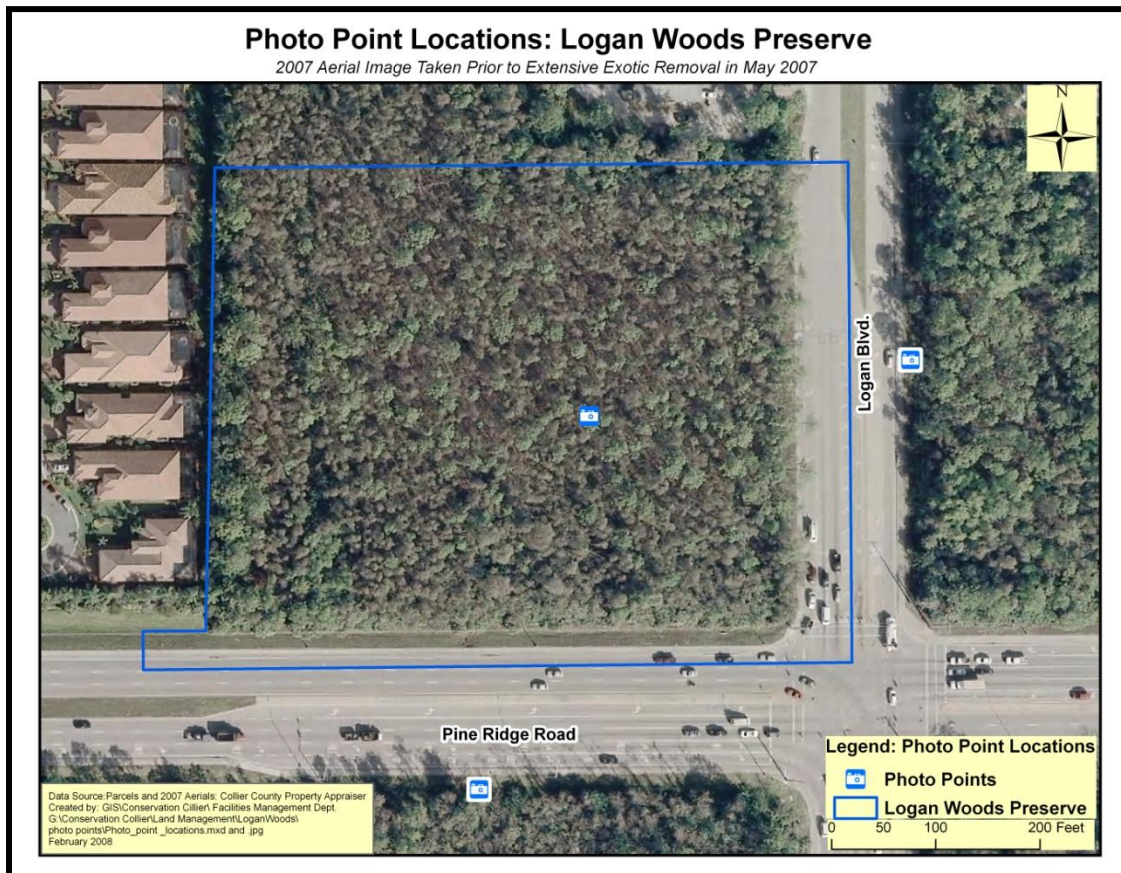 Photo Point Locations: Logan Woods Preserve
2007 Aerial Image Taken Prior to Extensive Exotic Removal in May 2007
N
Logan Blvd.
Pine Ridge Road
Legend: Photo Point Locations
Photo Points
Logan Woods Preserve
0 50 100 200 Feet
Data Source:Parcels and 2007 Aerials: Collier County Property Appraiser
Created by: GIS\Conservation Cillier\ Facilities Management Dept.
G:\Conservation Collier\Land Management\LoganWoods\
photo points\Photo_point _locations.mxd and .jpg
February 2008